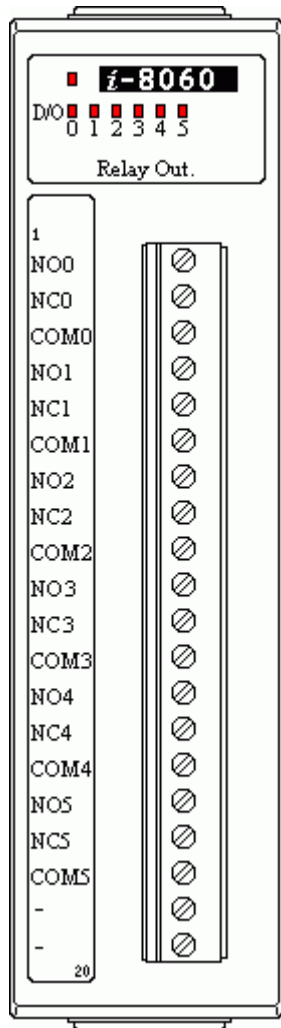 i-8060
D/O
0 1 2 3 4 5
Relay Out.
1
NO0
NC0
COM0
NO1
NC1
COM1
NO2
NC2
COM2
NO3
NC3
COM3
NO4
NC4
COM4
NO5
NC5
COM5
-
-
20